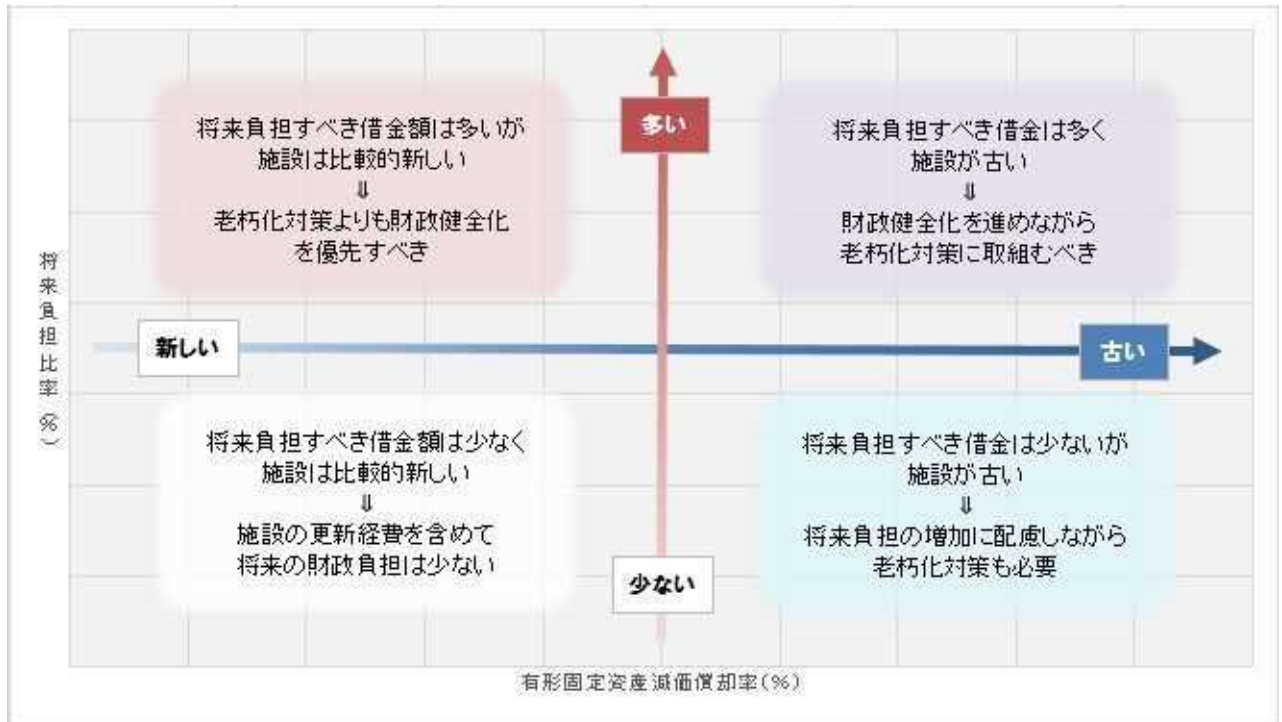 多い
将来負担すべき借金額は多いが
施設は比較的新しい
⇓
老朽化対策よりも財政健全化
を優先すべき
将来負担すべき借金は多く
施設が古い
⇓
財政健全化を進めながら
老朽化対策に取組むべき
将来負担比率(%)
新しい
古い
将来負担すべき借金額は少なく
施設は比較的新しい
⇓
施設の更新経費を含めて
将来の財政負担は少ない
将来負担すべき借金は少ないが
施設が古い
⇓
将来負担の増加に配慮しながら
老朽化対策も必要
少ない
有形固定資産減価償却率(%)